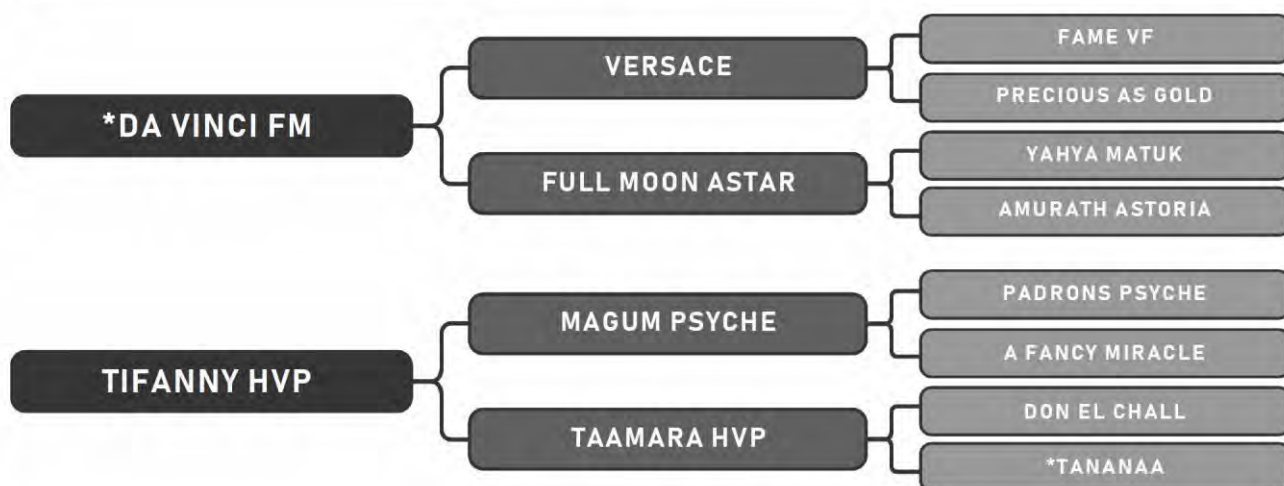 FAME VF
VERSACE
PRECIOUS AS GOLD
*DA VINCI FM
YAHYA MATUK
FULL MOON ASTAR
AMURATH ASTORIA
PADRONS PSYCHE
MAGUM PSYCHE
A FANCY MIRACLE
TIFANNY HVP
DON EL CHALL
TAAMARA HVP
*TANANAA